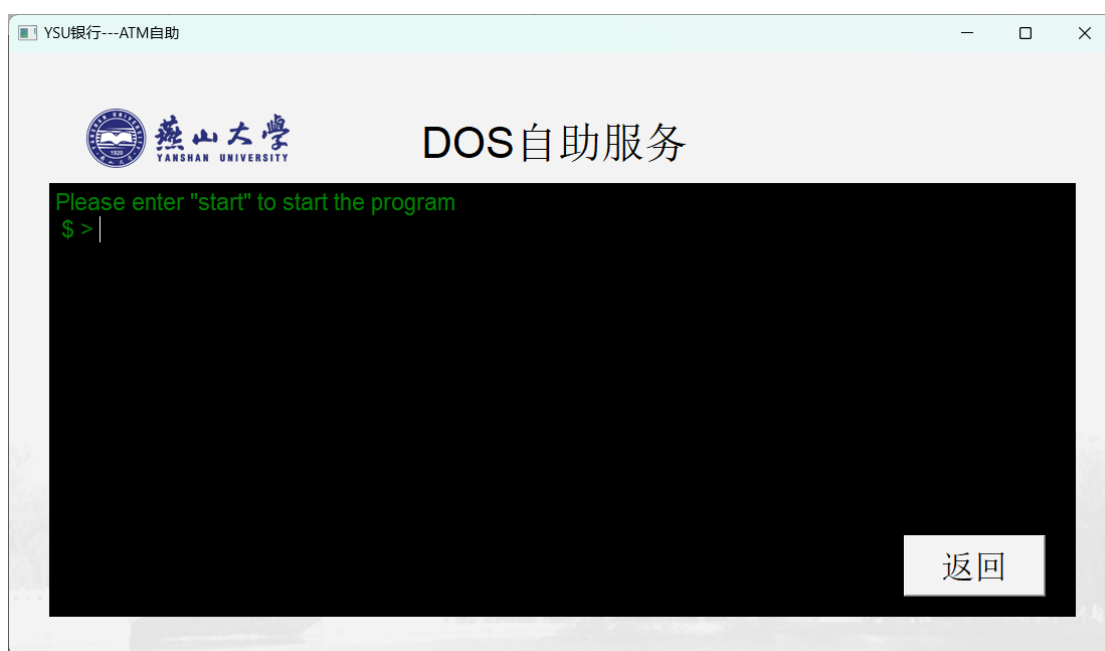 YSU银行---ATM自助
燕山大學
YANSHAN UNIVERSITY
DOS自助服务
Please enter "start" to start the program
$ >
返回